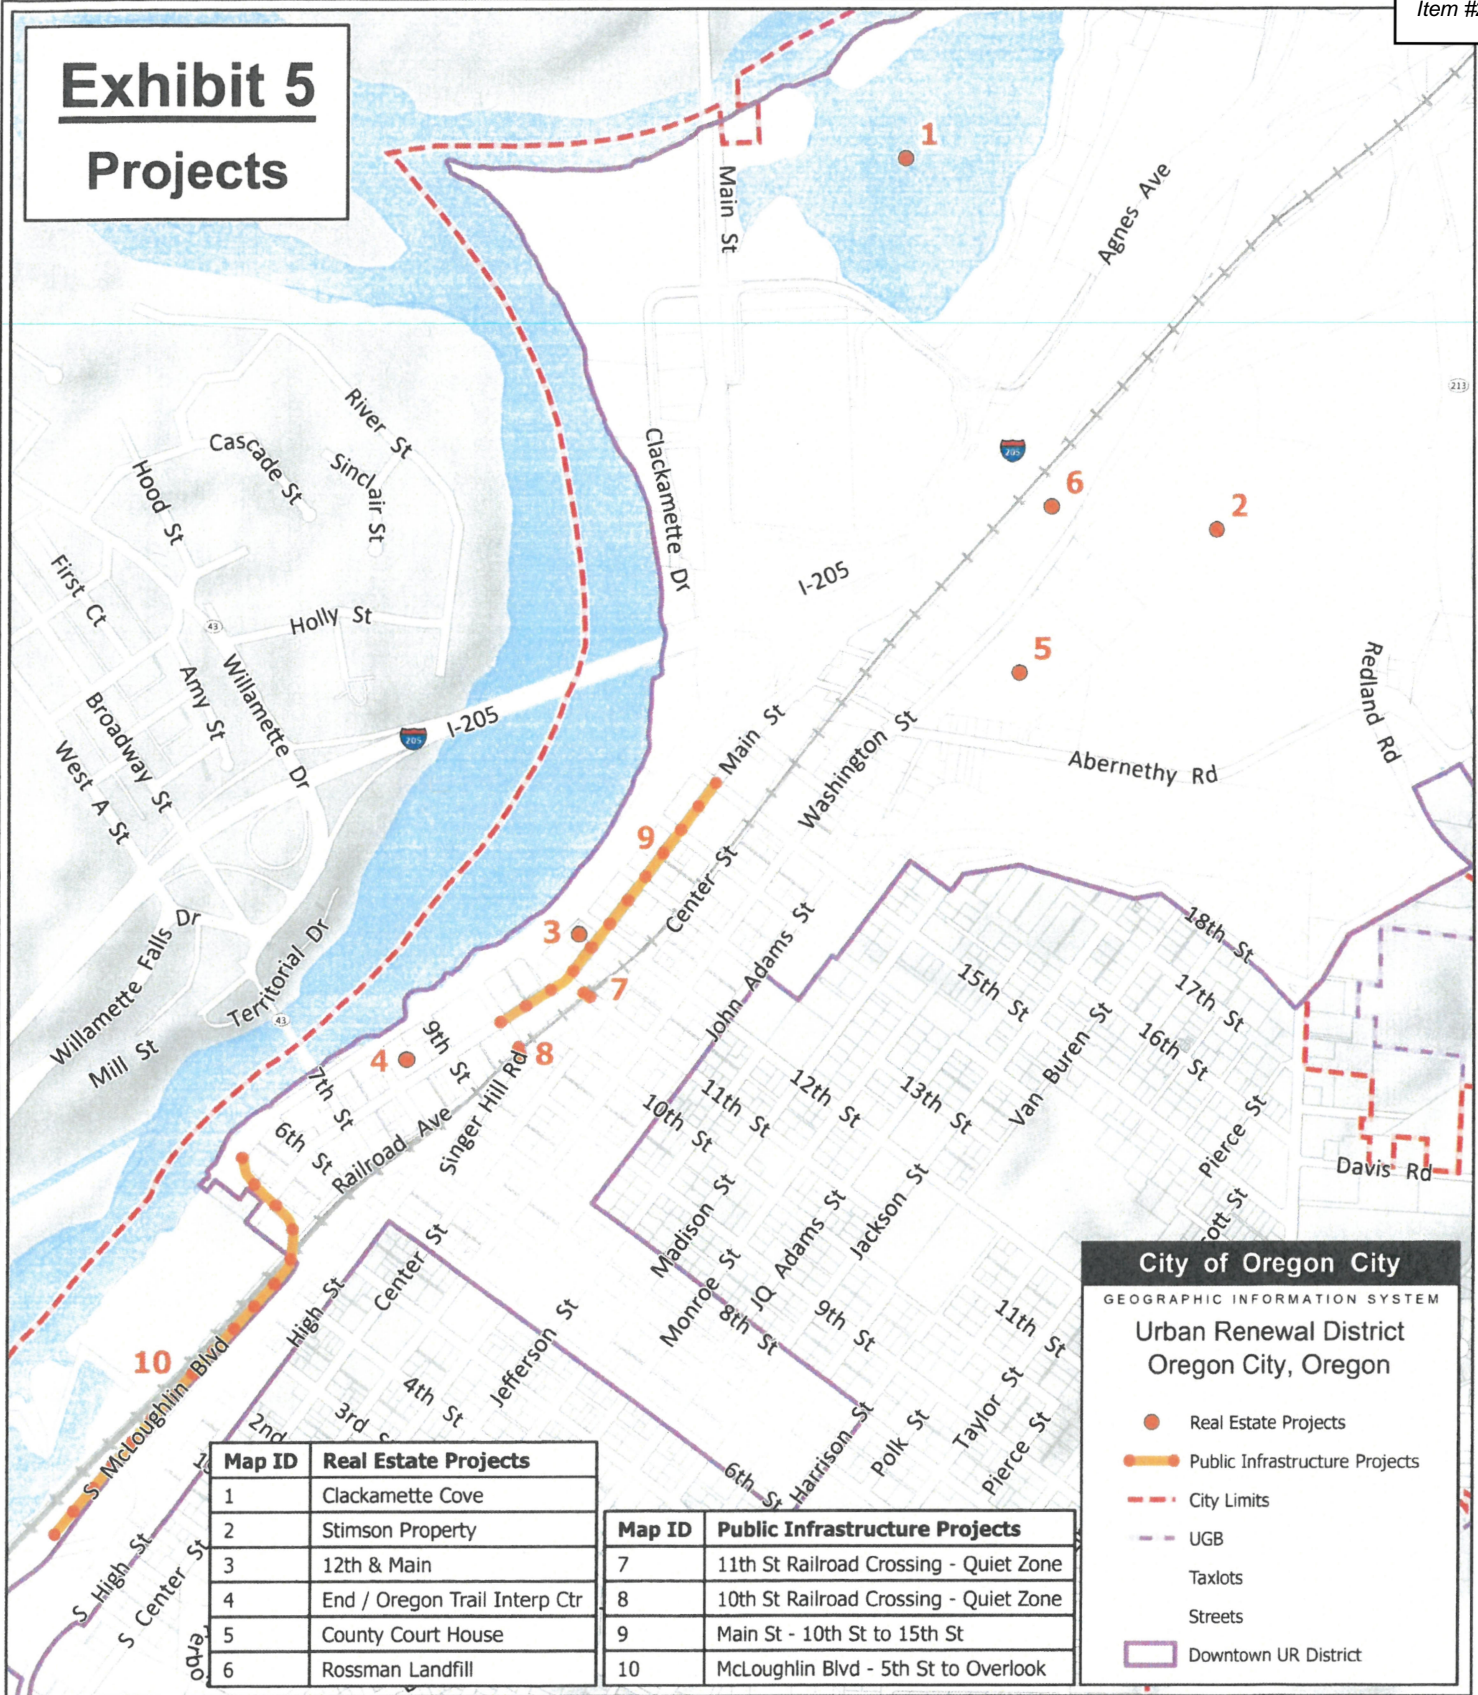 Item #
Exhibit 5
Projects
1
Main St
Agnes Ave
213
River St
Cascade St
Sinclair St
Hood St
Clackamette Dr
205
6
2
First Ct
I-205
Holly St
43
5
Redland Rd
Amy St
Willamette Dr
Broadway St
205
I-205
Main St
Washington St
Abernethy Rd
West A St
9
Center St
Willamette Falls Dr
3
John Adams St
18th St
Territorial Dr
15th St
17th St
7
43
Mill St
9th St
4
8
Van Buren St
16th St
7th St
Singer Hill Rd
10th St
11th St
12th St
13th St
6th St
Railroad Ave
Pierce St
Davis Rd
Madison St
JQ Adams St
Jackson St
Center St
High St
Monroe St
8th St
9th St
11th St
Jefferson St
10
S McLoughlin Blvd
4th St
3rd
2nd
Harrison St
Polk St
Taylor St
Pierce St
6th St
S High St
S Center St
City of Oregon City
GEOGRAPHIC INFORMATION SYSTEM
Urban Renewal District
Oregon City, Oregon
Real Estate Projects
Public Infrastructure Projects
City Limits
UGB
Taxlots
Streets
Downtown UR District
Map ID Real Estate Projects
1 Clackamette Cove
2 Stimson Property
3 12th & Main
4 End / Oregon Trail Interp Ctr
5 County Court House
6 Rossman Landfill
Map ID Public Infrastructure Projects
7 11th St Railroad Crossing - Quiet Zone
8 10th St Railroad Crossing - Quiet Zone
9 Main St - 10th St to 15th St
10 McLoughlin Blvd - 5th St to Overlook